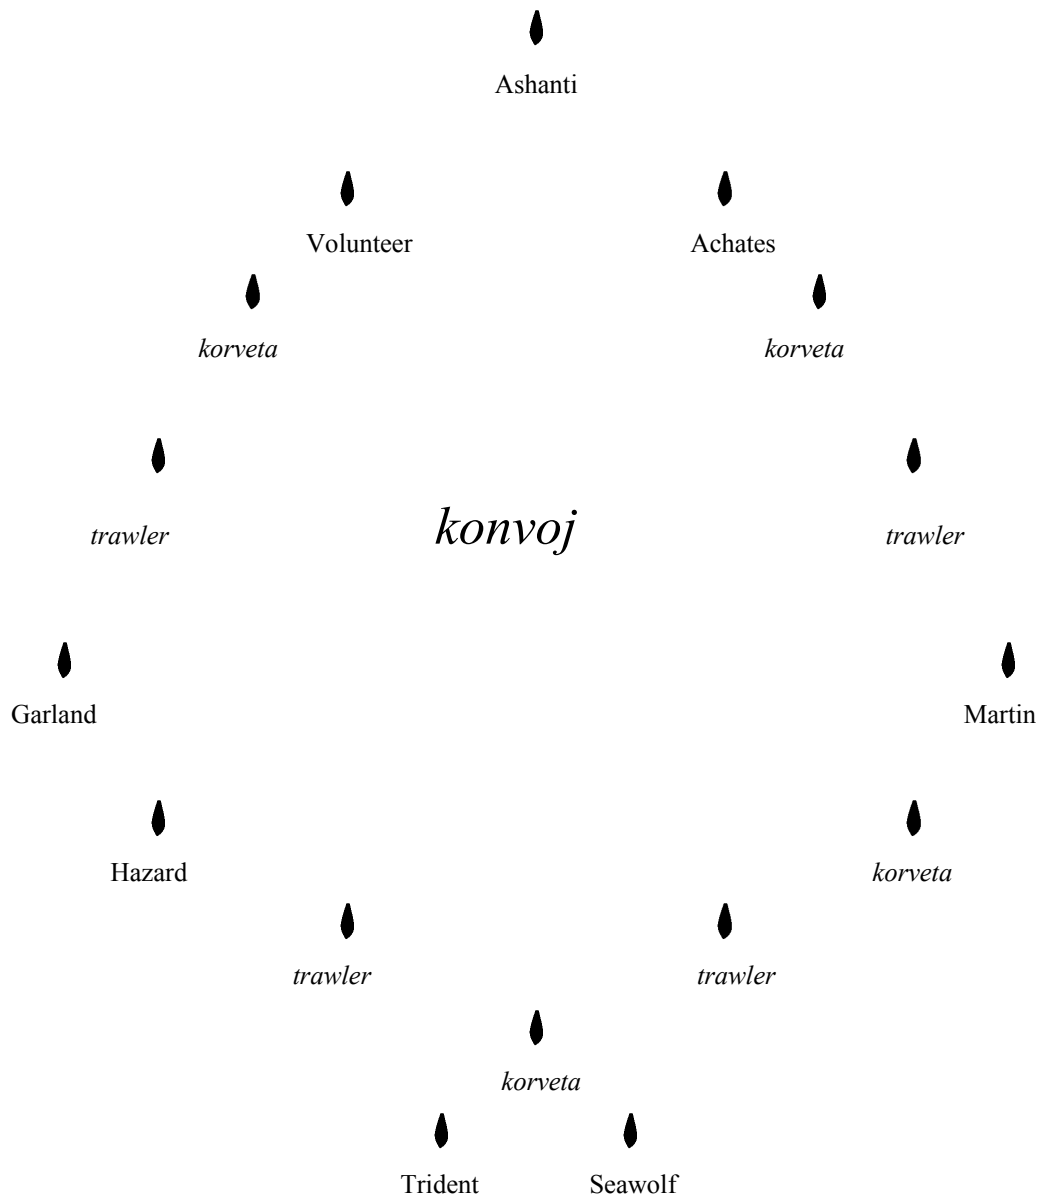 Ashanti
Volunteer
Achates
korveta
korveta
trawler
konvoj
trawler
Garland
Martin
Hazard
korveta
trawler
trawler
korveta
Trident
Seawolf